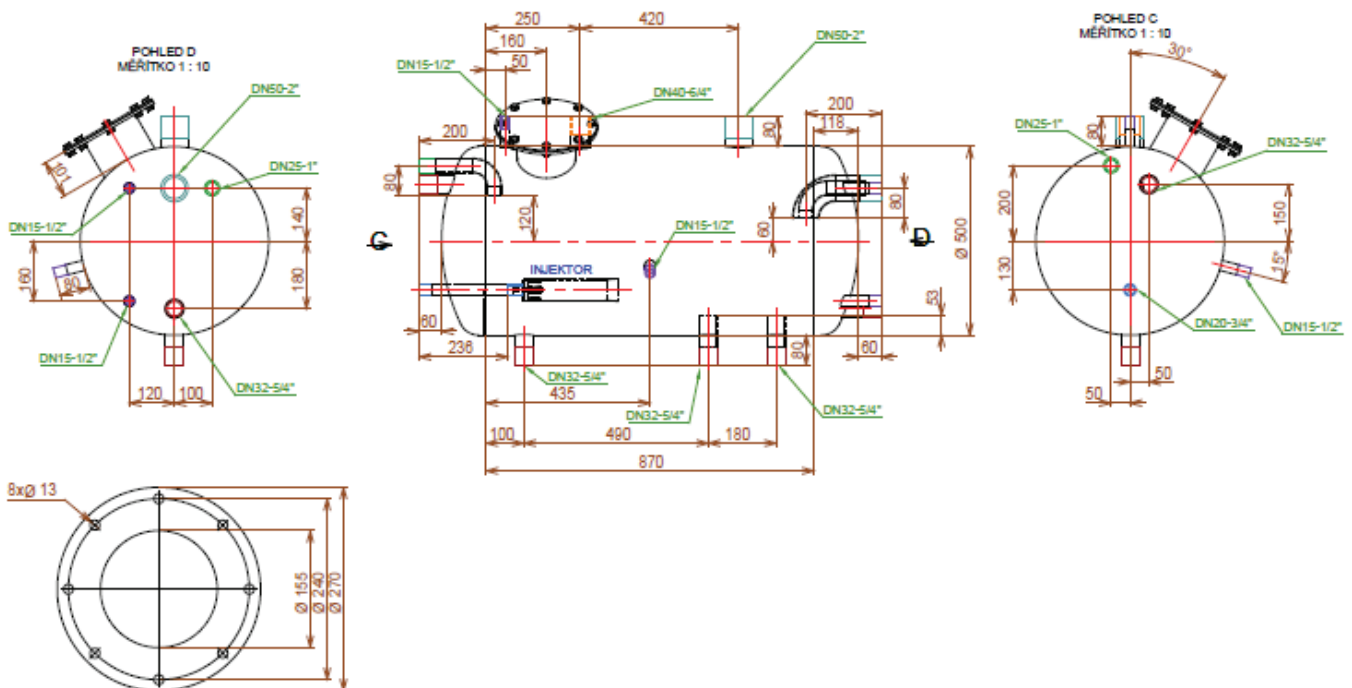 POHLED D
MĚŘÍTKO 1 : 10
DN50-2"
101
DN15-1/2"
DN25-1"
140
160
80
180
DN15-1/2"
DN32-5/4"
120
100
250
420
160
50
DN15-1/2"
DN40-6/4"
DN50-2"
200
200
118
80
80
120
60
80
C
D
DN15-1/2"
INJEKTOR
Ø 500
53
60
236
80
60
DN32-5/4"
435
DN32-5/4"
DN32-5/4"
100
490
180
870
POHLED C
MĚŘÍTKO 1 : 10
30°
DN25-1"
80
DN32-5/4"
200
150
130
15°
DN20-3/4"
DN15-1/2"
50
50
8xØ 13
Ø 155
Ø 240
Ø 270